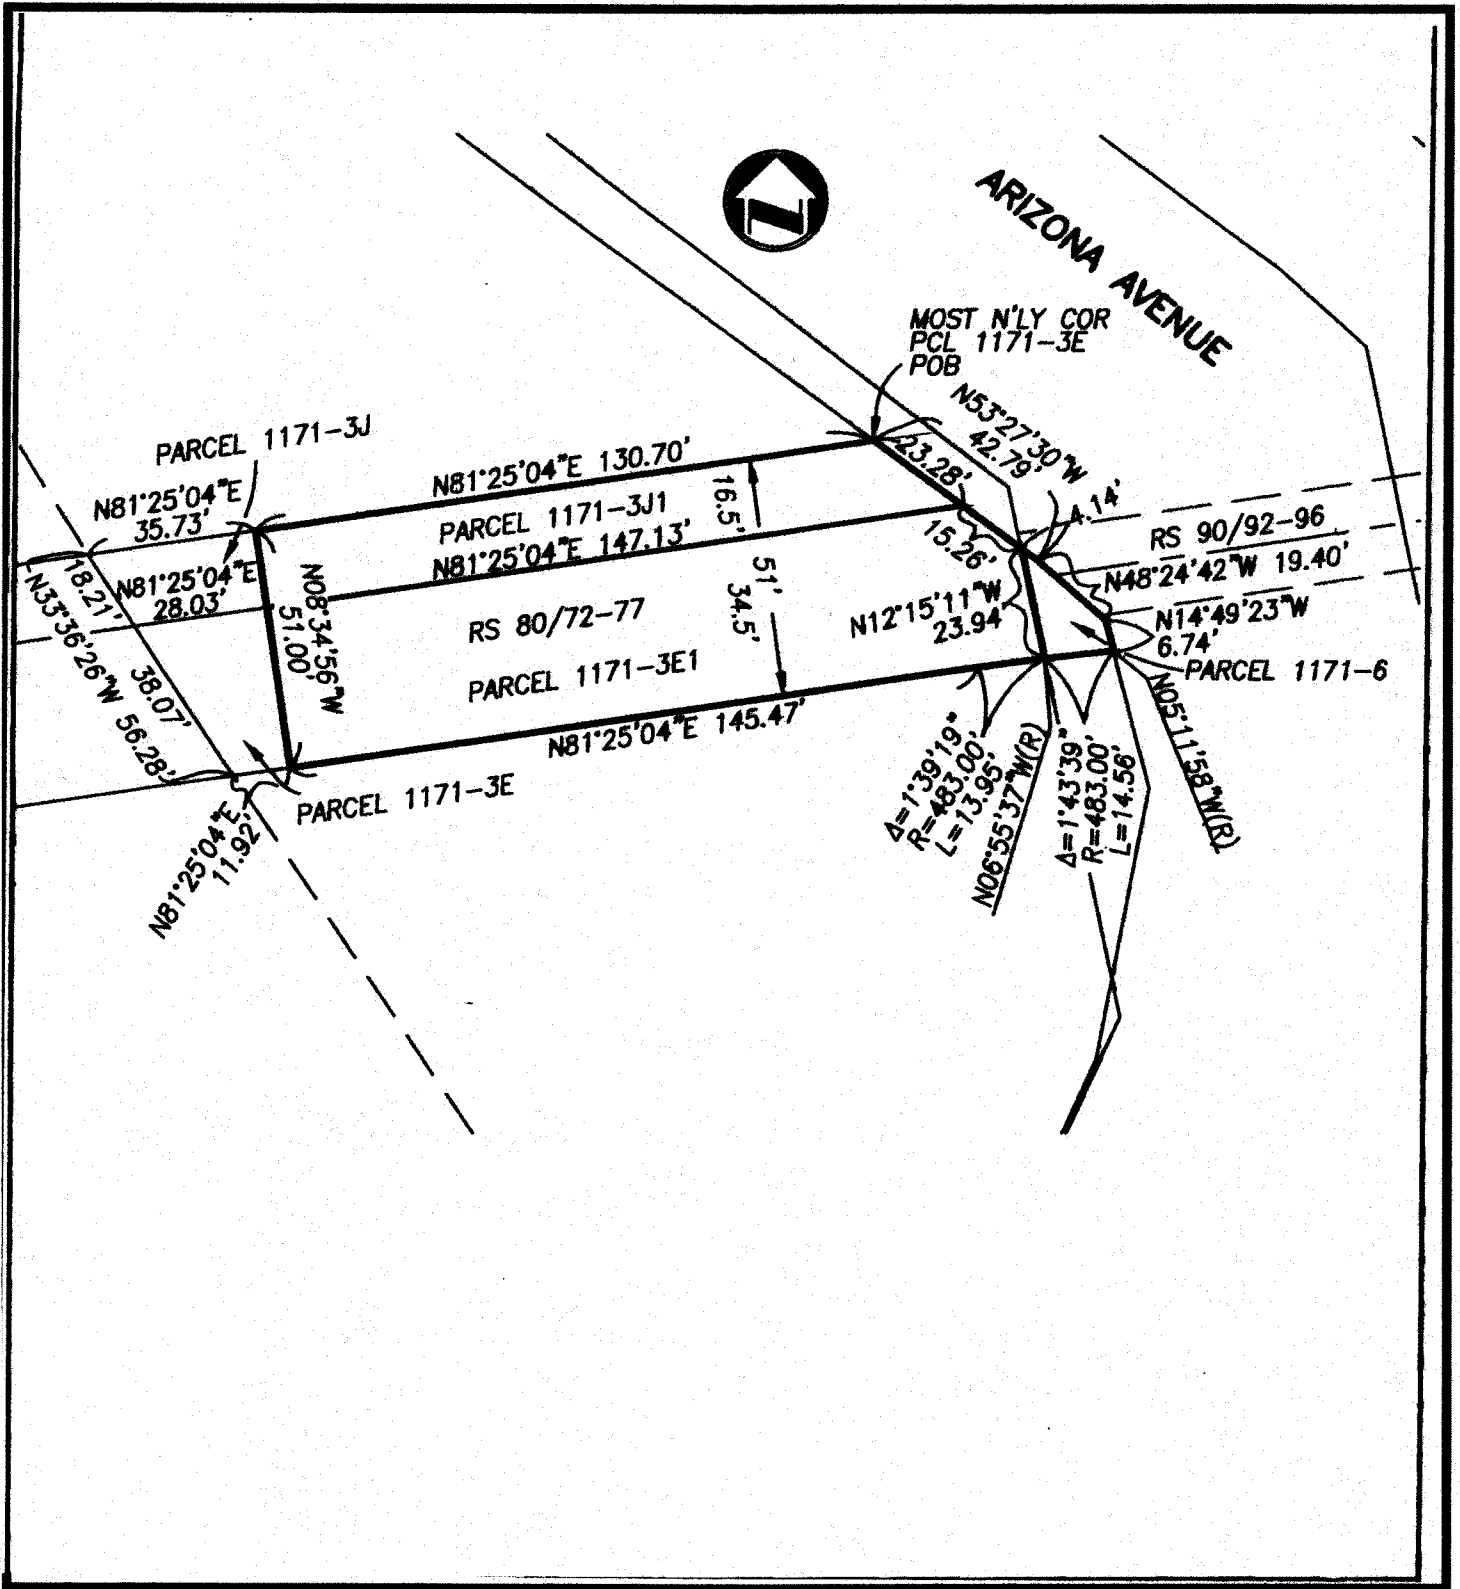 ARIZONA AVENUE
MOST N'LY COR
PCL 1171-3E
POB
N53°27'30"W
42.79'
23.28'
4.14'
15.26'
PARCEL 1171-3J
N81°25'04"E 130.70'
N81°25'04"E
35.73'
PARCEL 1171-3J1
16.5'
N81°25'04"E 147.13'
RS 90/92-96
N48°24'42"W 19.40'
N81°25'04"E
28.03'
18.21'
N33°36'26"W 56.28'
38.07'
N08°34'56"W
51.00'
RS 80/72-77
51'
34.5'
N12°15'11"W
23.94'
N14°49'23"W
6.74'
PARCEL 1171-6
PARCEL 1171-3E1
N81°25'04"E 145.47'
PARCEL 1171-3E
N81°25'04"E
11.92'
Δ=1°39'19"
R=483.00'
L=13.95'
N06°55'37"W(R)
Δ=1°43'39"
R=483.00'
L=14.56'
N05°11'58"W(R)